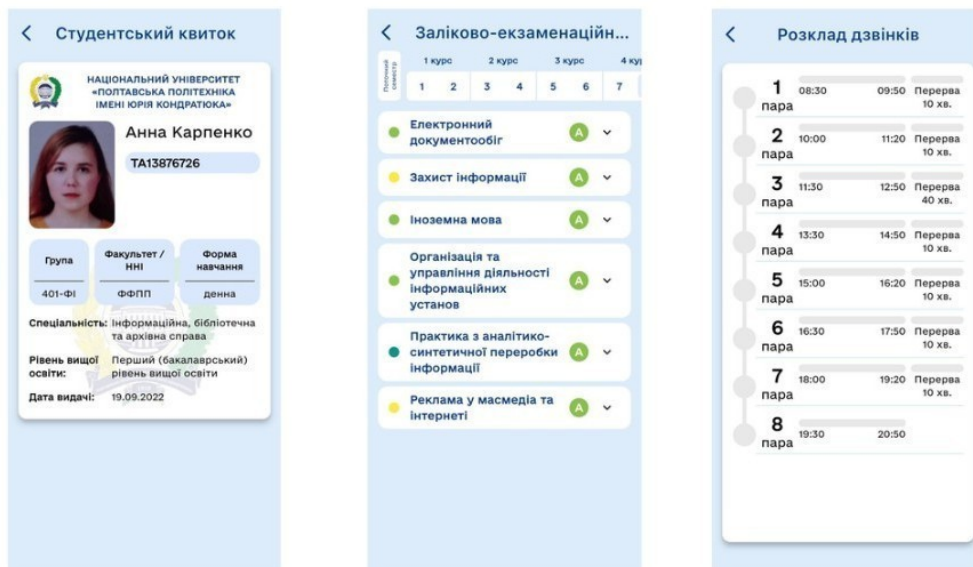 Студентський квиток
НАЦІОНАЛЬНИЙ УНІВЕРСИТЕТ
«ПОЛТАВСЬКА ПОЛІТЕХНІКА
ІМЕНІ ЮРІЯ КОНДРАТЮКА»
Анна Карпенко
ТА13876726
Група
Факультет /
ННІ
Форма
навчання
401-ФІ
ФФПП
денна
Спеціальність: Інформаційна, бібліотечна
та архівна справа
Рівень вищої Перший (бакалаврський)
освіти: рівень вищої освіти
Дата видачі: 19.09.2022
Заліково-екзаменаційн...
Поточний
семестр
1 курс 2 курс 3 курс 4 кур
1 2 3 4 5 6 7
Електронний
документообіг
A
Захист інформації A
Іноземна мова A
Організація та
управління діяльності
інформаційних
установ
A
Практика з аналітико-
синтетичної переробки
інформації
A
Реклама у масмедіа та
інтернеті
A
Розклад дзвінків
1 пара 08:30 09:50 Перерва
10 хв.
2 пара 10:00 11:20 Перерва
10 хв.
3 пара 11:30 12:50 Перерва
40 хв.
4 пара 13:30 14:50 Перерва
10 хв.
5 пара 15:00 16:20 Перерва
10 хв.
6 пара 16:30 17:50 Перерва
10 хв.
7 пара 18:00 19:20 Перерва
10 хв.
8 пара 19:30 20:50